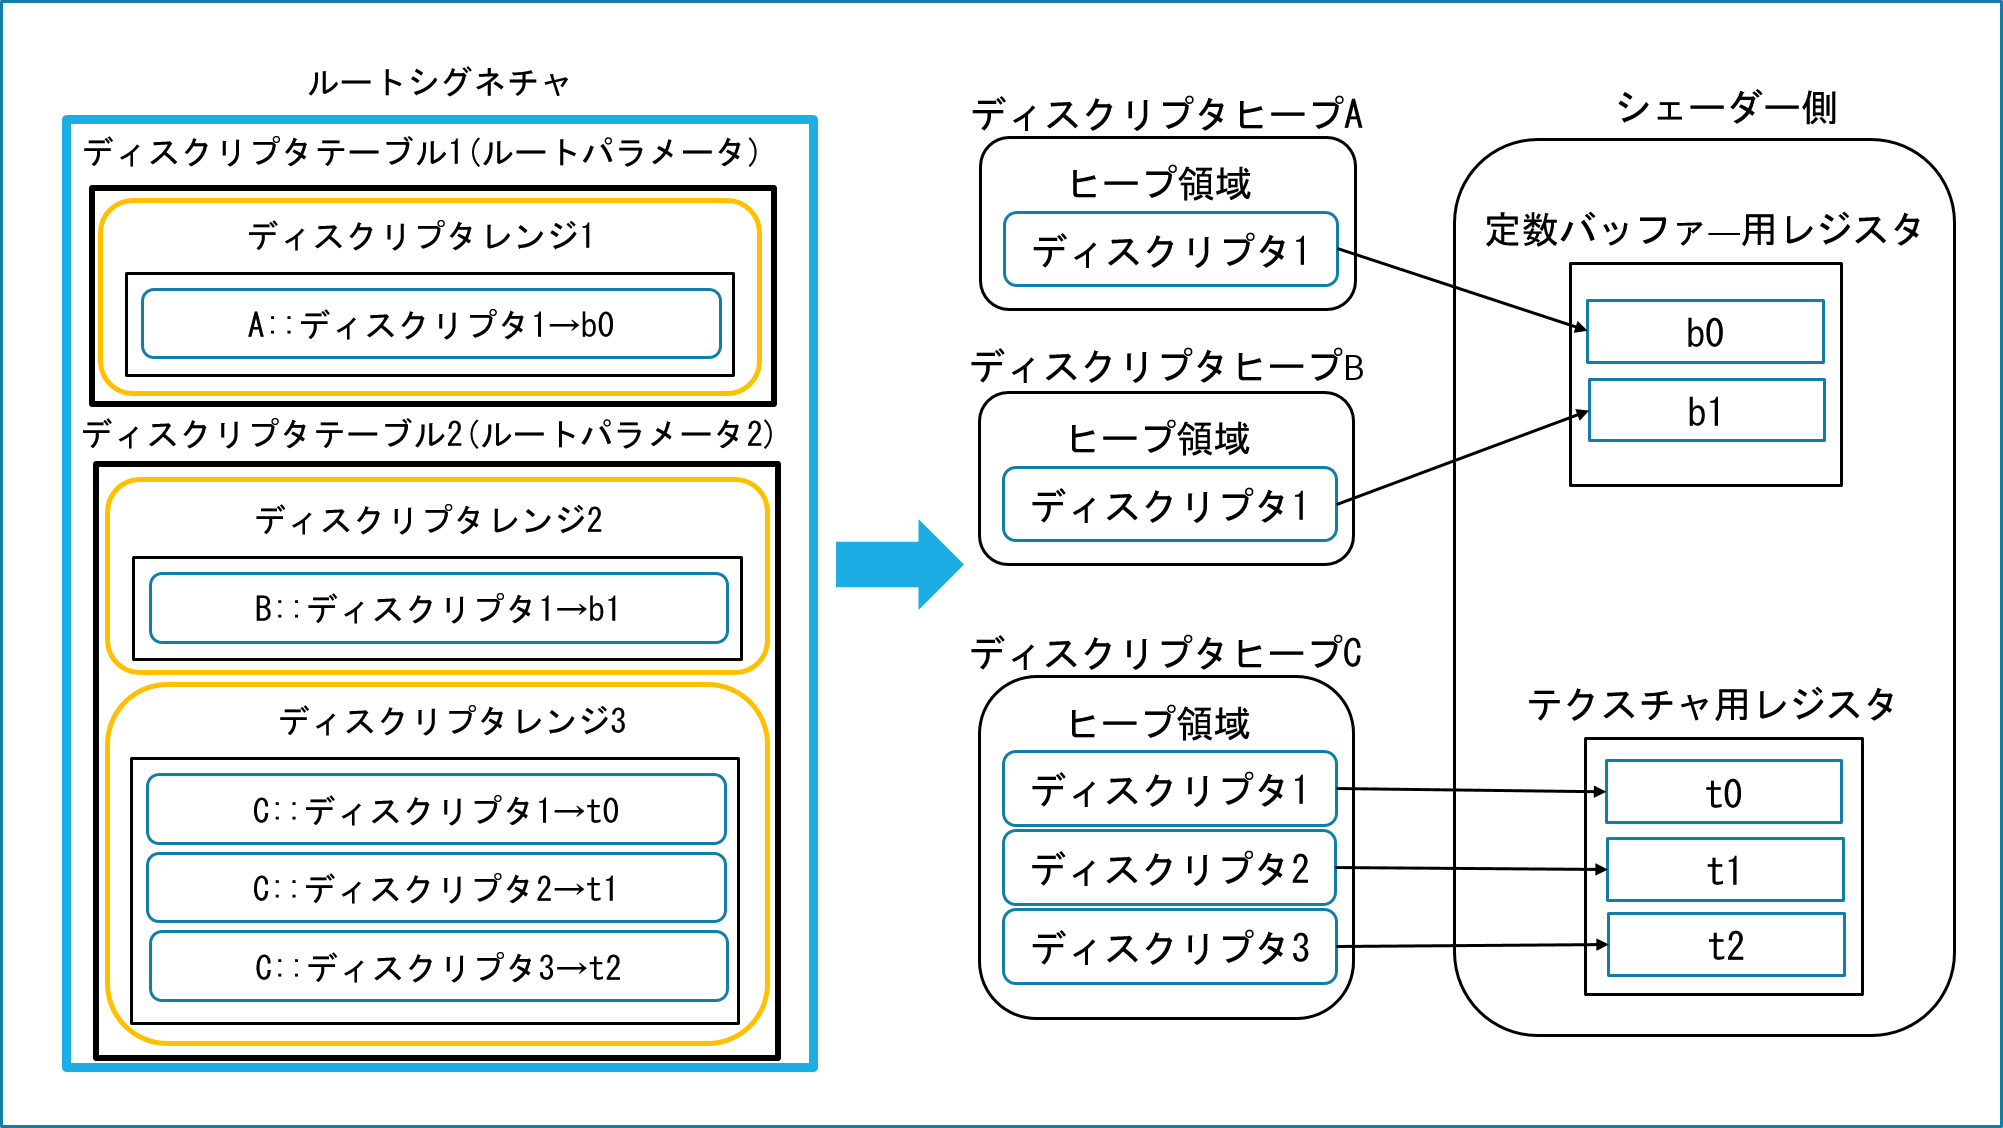 ルートシグネチャ
ディスクリプタテーブル1(ルートパラメータ)
ディスクリプタレンジ1
A::ディスクリプタ1→b0
ディスクリプタテーブル2(ルートパラメータ2)
ディスクリプタレンジ2
B::ディスクリプタ1→b1
ディスクリプタレンジ3
C::ディスクリプタ1→t0
C::ディスクリプタ2→t1
C::ディスクリプタ3→t2
ディスクリプタヒープA
ヒープ領域
ディスクリプタ1
ディスクリプタヒープB
ヒープ領域
ディスクリプタ1
ディスクリプタヒープC
ヒープ領域
ディスクリプタ1
ディスクリプタ2
ディスクリプタ3
シェーダー側
定数バッファ―用レジスタ
b0
b1
テクスチャ用レジスタ
t0
t1
t2